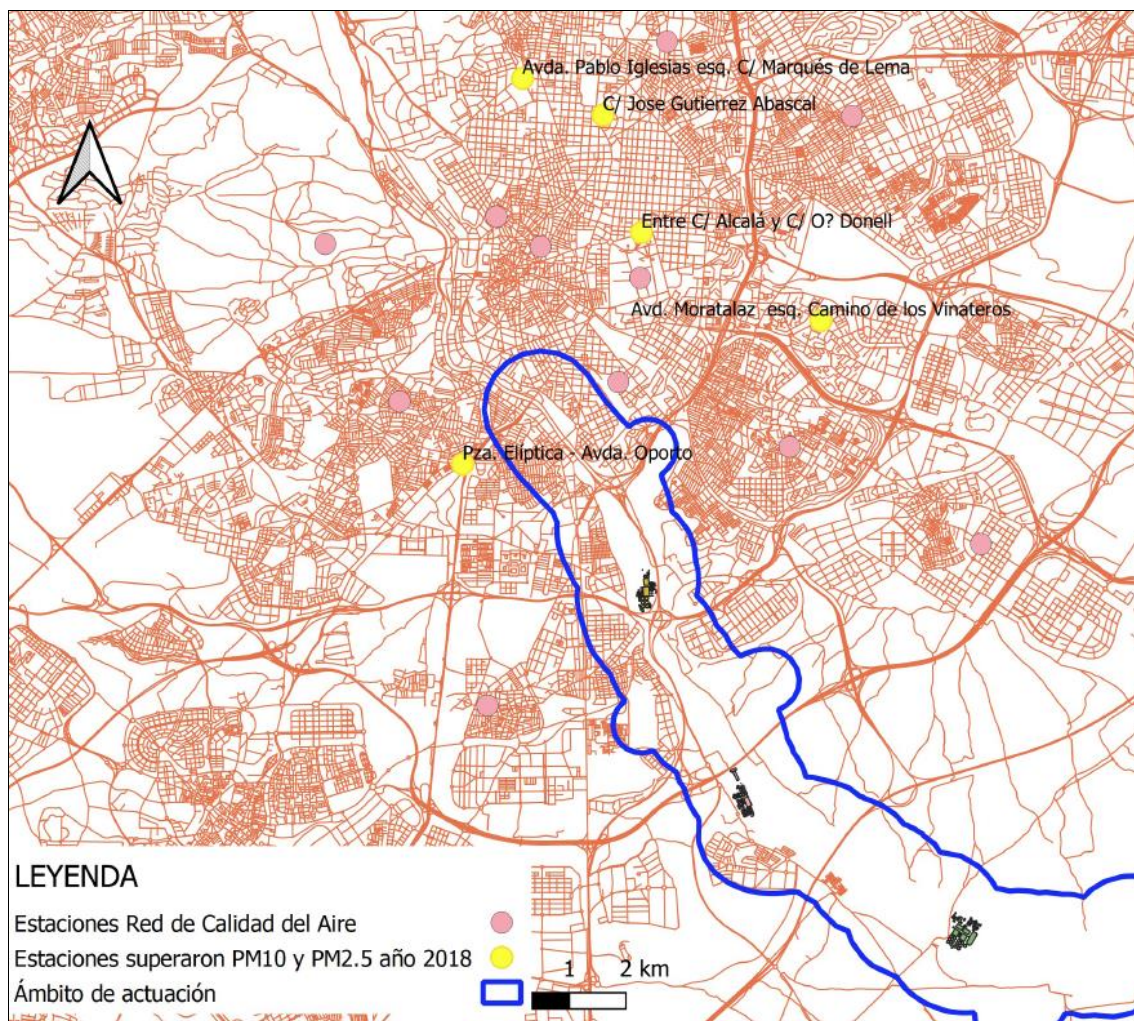 Avda. Pablo Iglesias esq. C/ Marqués de Lema
C/ Jose Gutierrez Abascal
Entre C/ Alcalá y C/ O? Donell
Avd. Moratalaz esq. Camino de los Vinateros
Pza. Elíptica - Avda. Oporto
LEYENDA
Estaciones Red de Calidad del Aire
Estaciones superaron PM10 y PM2.5 año 2018
Ámbito de actuación
1 2 km